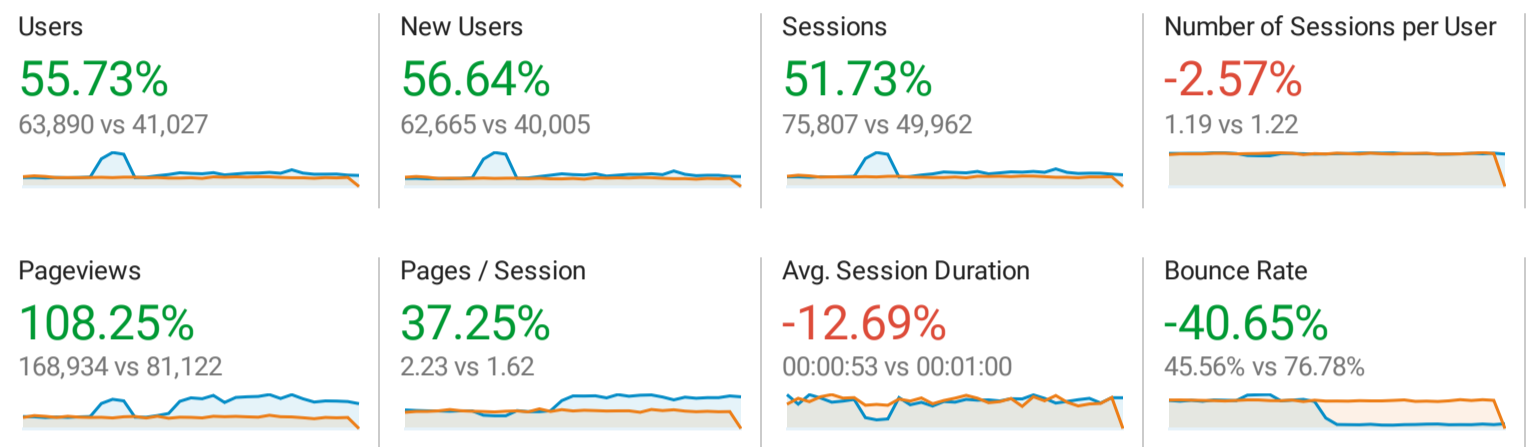 Users
55.73%
63,890 vs 41,027
New Users
56.64%
62,665 vs 40,005
Sessions
51.73%
75,807 vs 49,962
Number of Sessions per User
-2.57%
1.19 vs 1.22
Pageviews
108.25%
168,934 vs 81,122
Pages / Session
37.25%
2.23 vs 1.62
Avg. Session Duration
-12.69%
00:00:53 vs 00:01:00
Bounce Rate
-40.65%
45.56% vs 76.78%